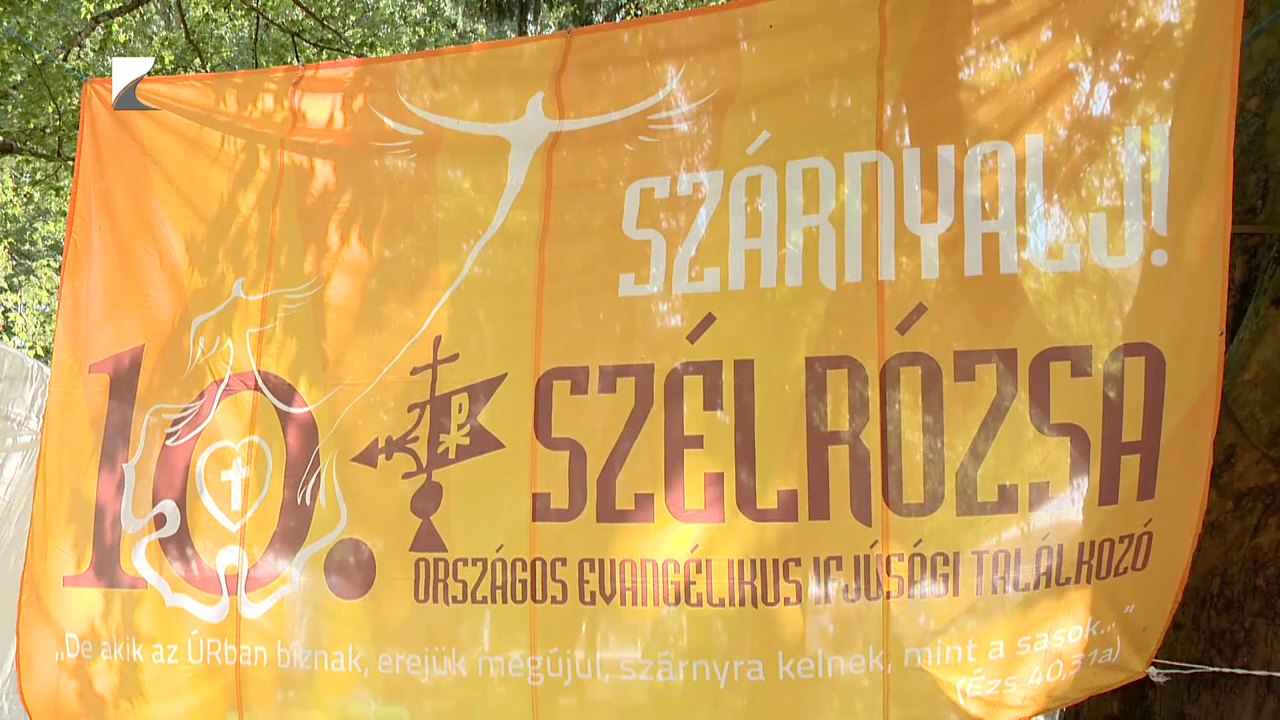 SZÁRNYALJ!
10. SZÉLRÓZSA
ORSZÁGOS EVANGÉLIKUS IFJÚSÁGI TALÁLKOZÓ
„De akik az ÚRban bíznak, erejük megújul, szárnyra kelnek, mint a sasok..."
(Ézs 40,31a)